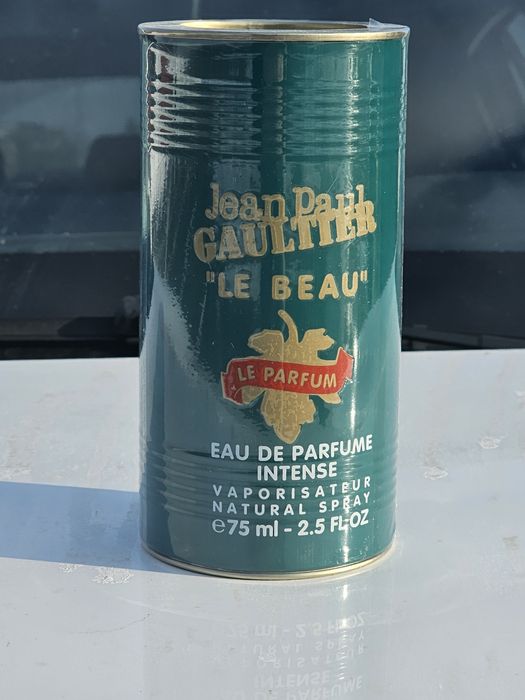 Jean Paul
GAULTIER
"LE BEAU"
LE PARFUM
EAU DE PARFUME
INTENSE
VAPORISATEUR
NATURAL SPRAY
℮75 ml - 2.5 FL-OZ